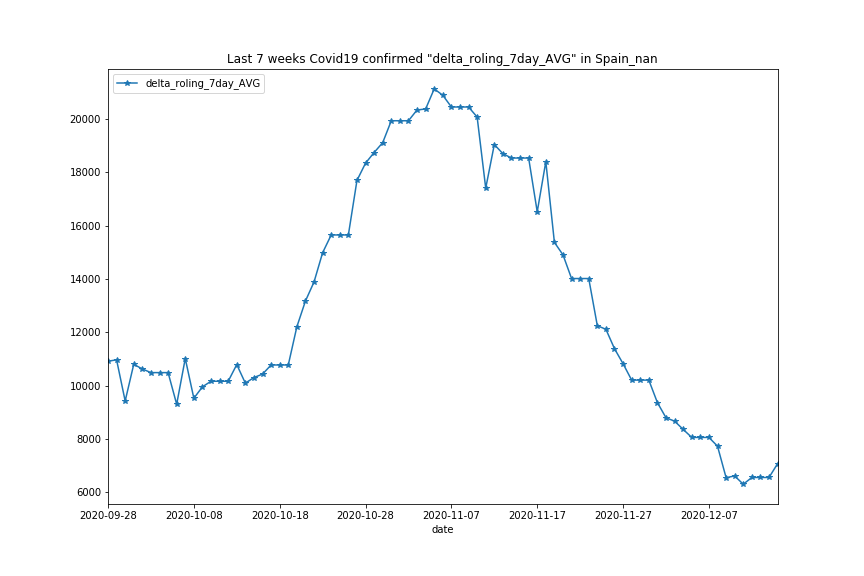 Last 7 weeks Covid19 confirmed "delta_roling_7day_AVG" in Spain_nan
delta_roling_7day_AVG
20000
18000
16000
14000
12000
10000
8000
6000
2020-09-28 2020-10-08 2020-10-18 2020-10-28 2020-11-07 2020-11-17 2020-11-27 2020-12-07
date